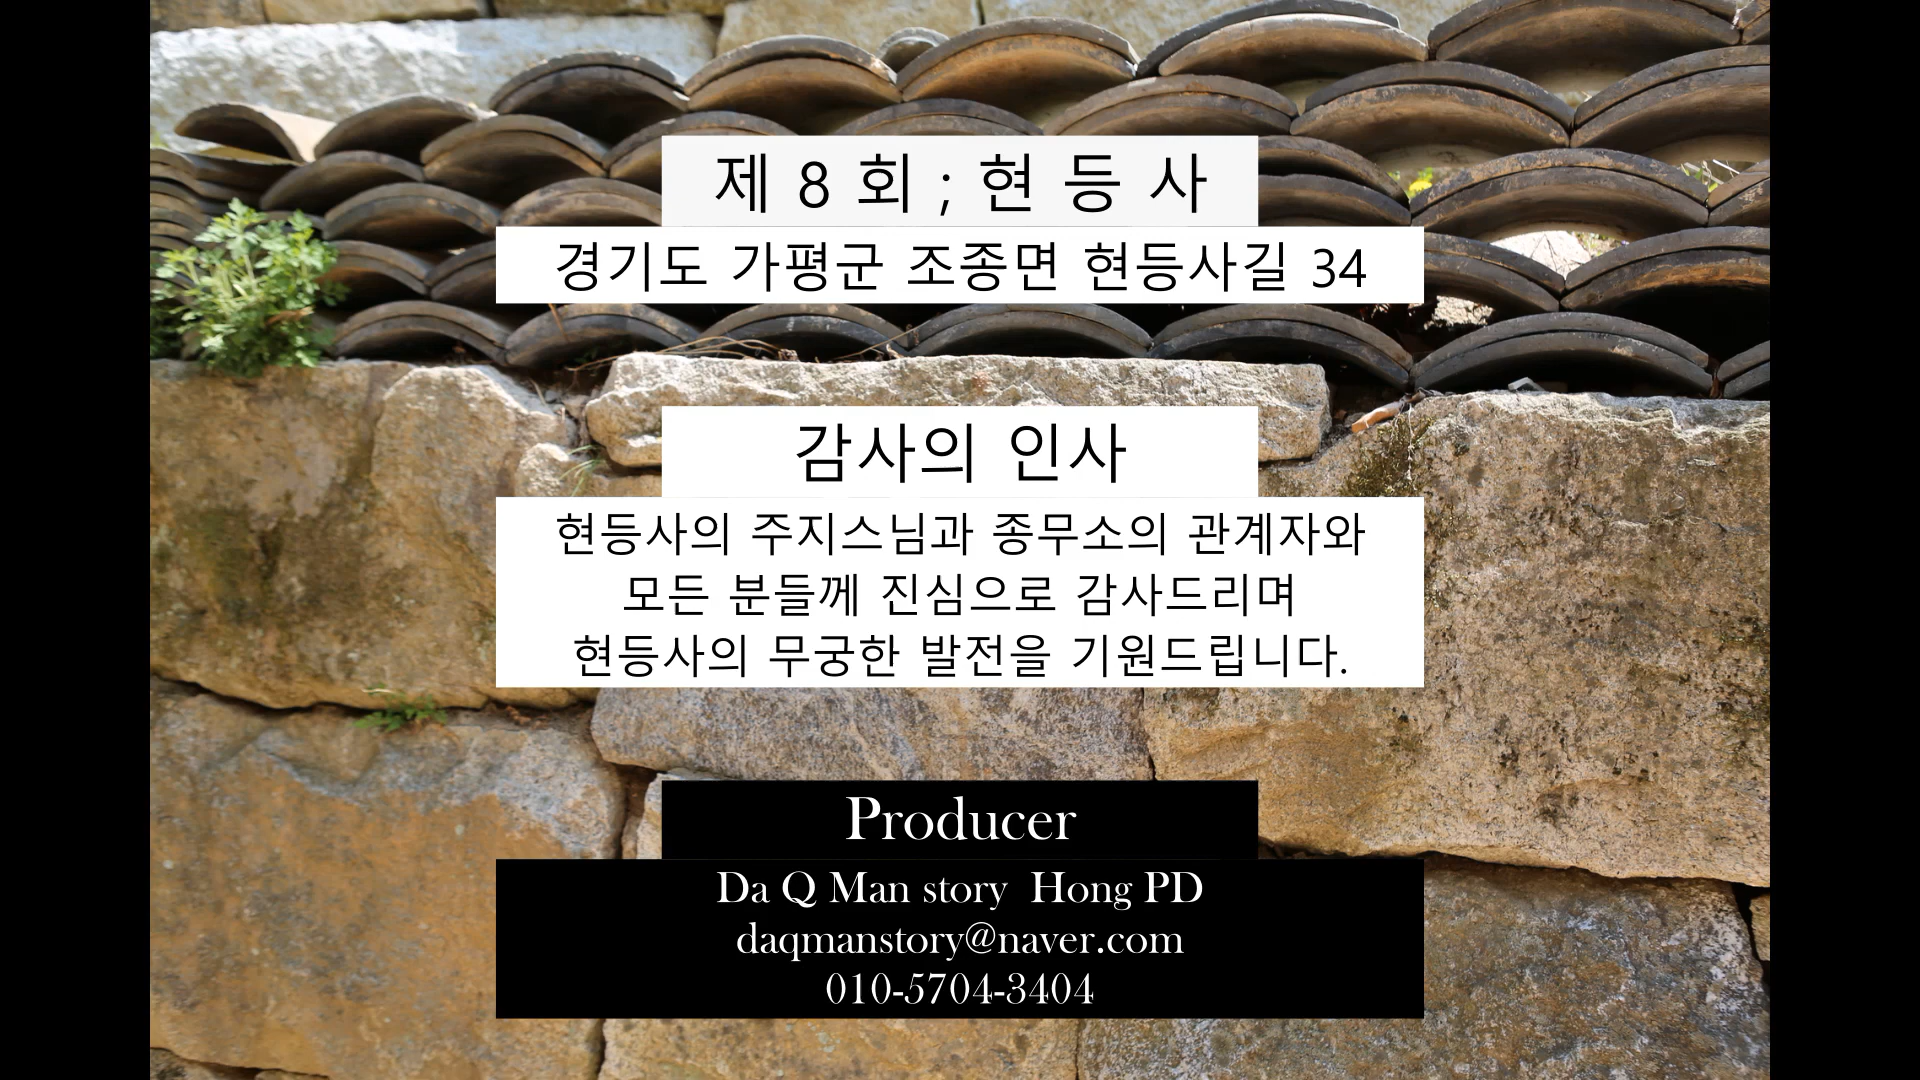 제 8 회 ; 현 등 사
경기도 가평군 조종면 현등사길 34
감사의 인사
현등사의 주지스님과 종무소의 관계자와
모든 분들께 진심으로 감사드리며
현등사의 무궁한 발전을 기원드립니다.
Producer
Da Q Man story  Hong PD
daqmanstory@naver.com
010-5704-3404